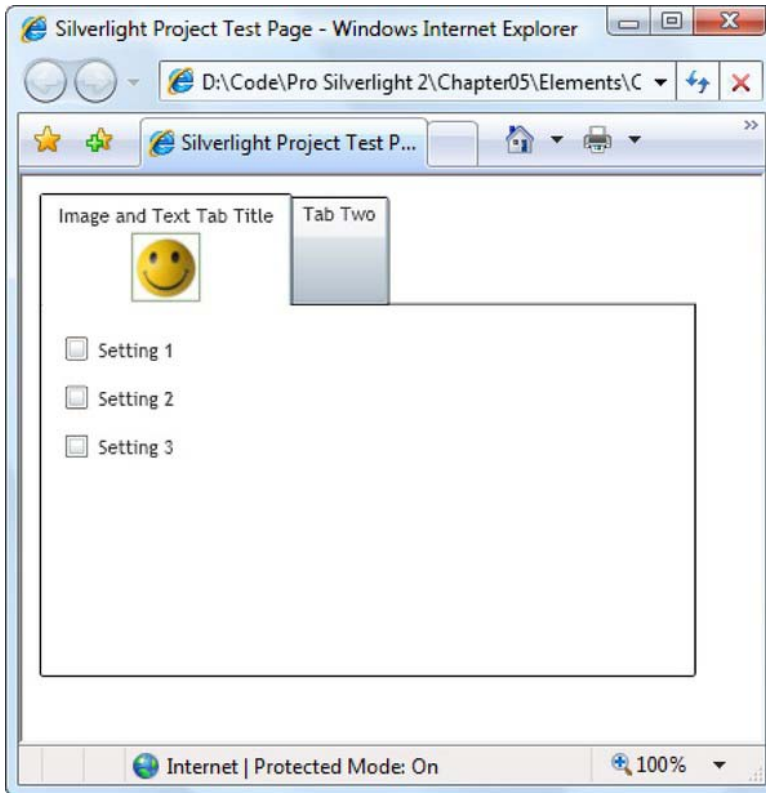 Silverlight Project Test Page - Windows Internet Explorer
D:\Code\Pro Silverlight 2\Chapter05\Elements\C
Silverlight Project Test P...
Image and Text Tab Title
Tab Two
Setting 1
Setting 2
Setting 3
Internet | Protected Mode: On
100%